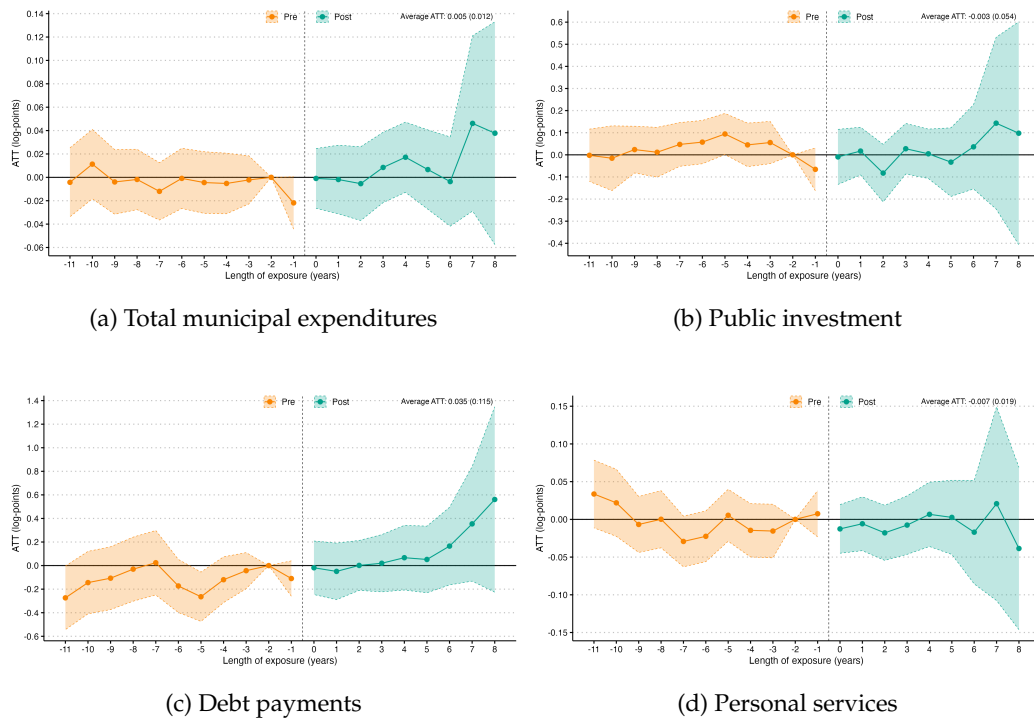 Pre Post Average ATT: 0.005 (0.012)
0.14
0.12
0.10
0.08
0.06
0.04
0.02
0.00
-0.02
-0.04
-0.06
ATT (log-points)
-11 -10 -9 -8 -7 -6 -5 -4 -3 -2 -1 0 1 2 3 4 5 6 7 8
Length of exposure (years)
(a) Total municipal expenditures
Pre Post Average ATT: -0.003 (0.054)
0.6
0.5
0.4
0.3
0.2
0.1
0.0
-0.1
-0.2
-0.3
-0.4
ATT (log-points)
-11 -10 -9 -8 -7 -6 -5 -4 -3 -2 -1 0 1 2 3 4 5 6 7 8
Length of exposure (years)
(b) Public investment
Pre Post Average ATT: 0.035 (0.115)
1.4
1.2
1.0
0.8
0.6
0.4
0.2
0.0
-0.2
-0.4
-0.6
ATT (log-points)
-11 -10 -9 -8 -7 -6 -5 -4 -3 -2 -1 0 1 2 3 4 5 6 7 8
Length of exposure (years)
(c) Debt payments
Pre Post Average ATT: -0.007 (0.019)
0.15
0.10
0.05
0.00
-0.05
-0.10
-0.15
ATT (log-points)
-11 -10 -9 -8 -7 -6 -5 -4 -3 -2 -1 0 1 2 3 4 5 6 7 8
Length of exposure (years)
(d) Personal services